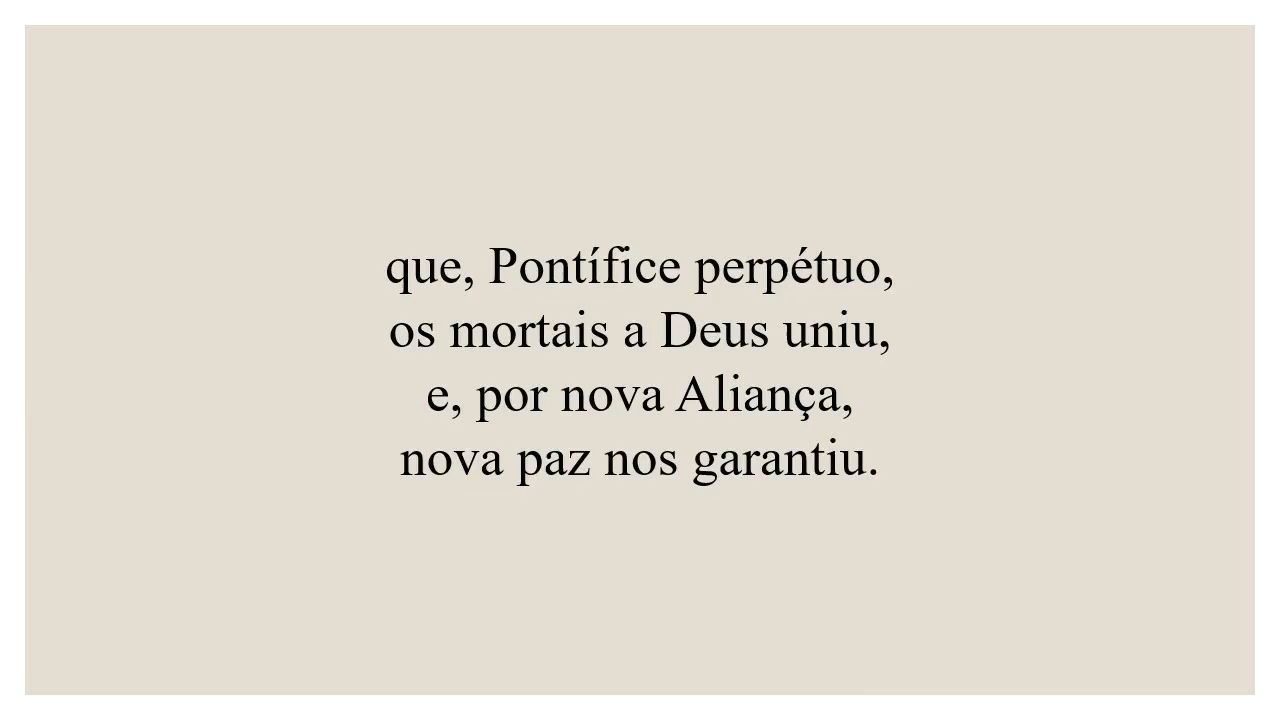 que, Pontífice perpétuo,
os mortais a Deus uniu,
e, por nova Aliança,
nova paz nos garantiu.